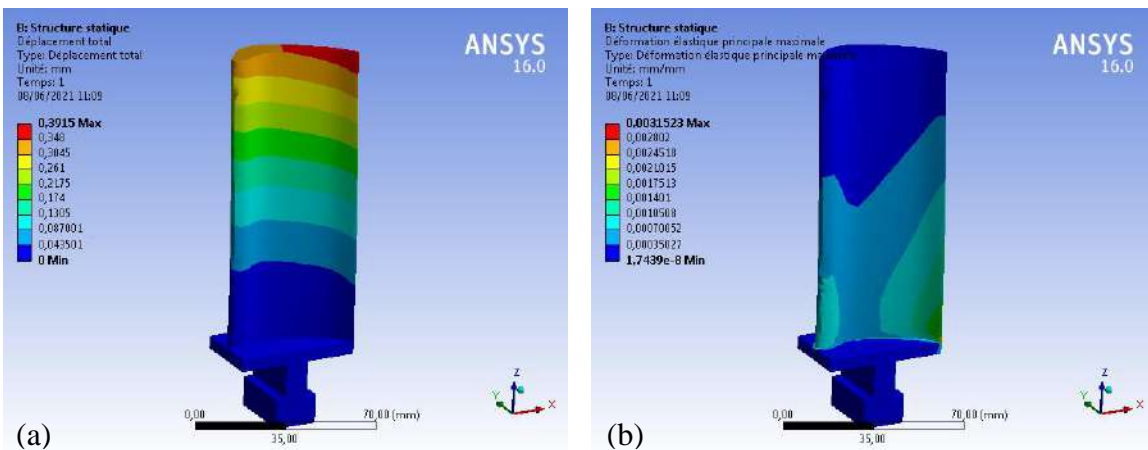 B: Structure statique
Déplacement total
Type: Déplacement total
Unité: mm
Temps: 1
08/06/2021 11:09
ANSYS
16.0
0,3915 Max
0,348
0,3045
0,261
0,2175
0,174
0,1305
0,087001
0,043501
0 Min
Z
Y
X
0,00
70,00 (mm)
35,00
(a)
B: Structure statique
Déformation élastique principale maximale
Type: Déformation élastique principale
Unité: mm/mm
Temps: 1
08/06/2021 11:09
ANSYS
16.0
0,0031523 Max
0,002802
0,0024518
0,0021015
0,0017513
0,001401
0,0010508
0,00070052
0,00035027
1,7439e-8 Min
Z
Y
X
0,00
70,00 (mm)
35,00
(b)